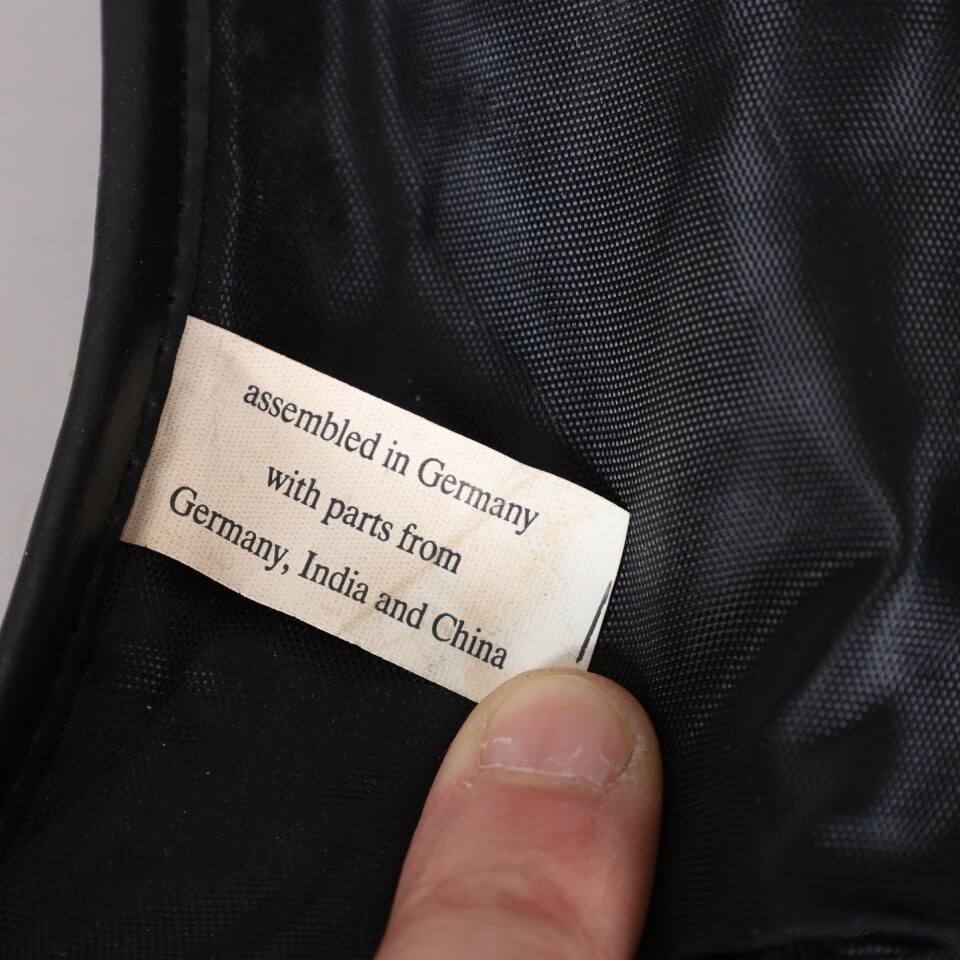 assembled in Germany
with parts from
Germany, India and China